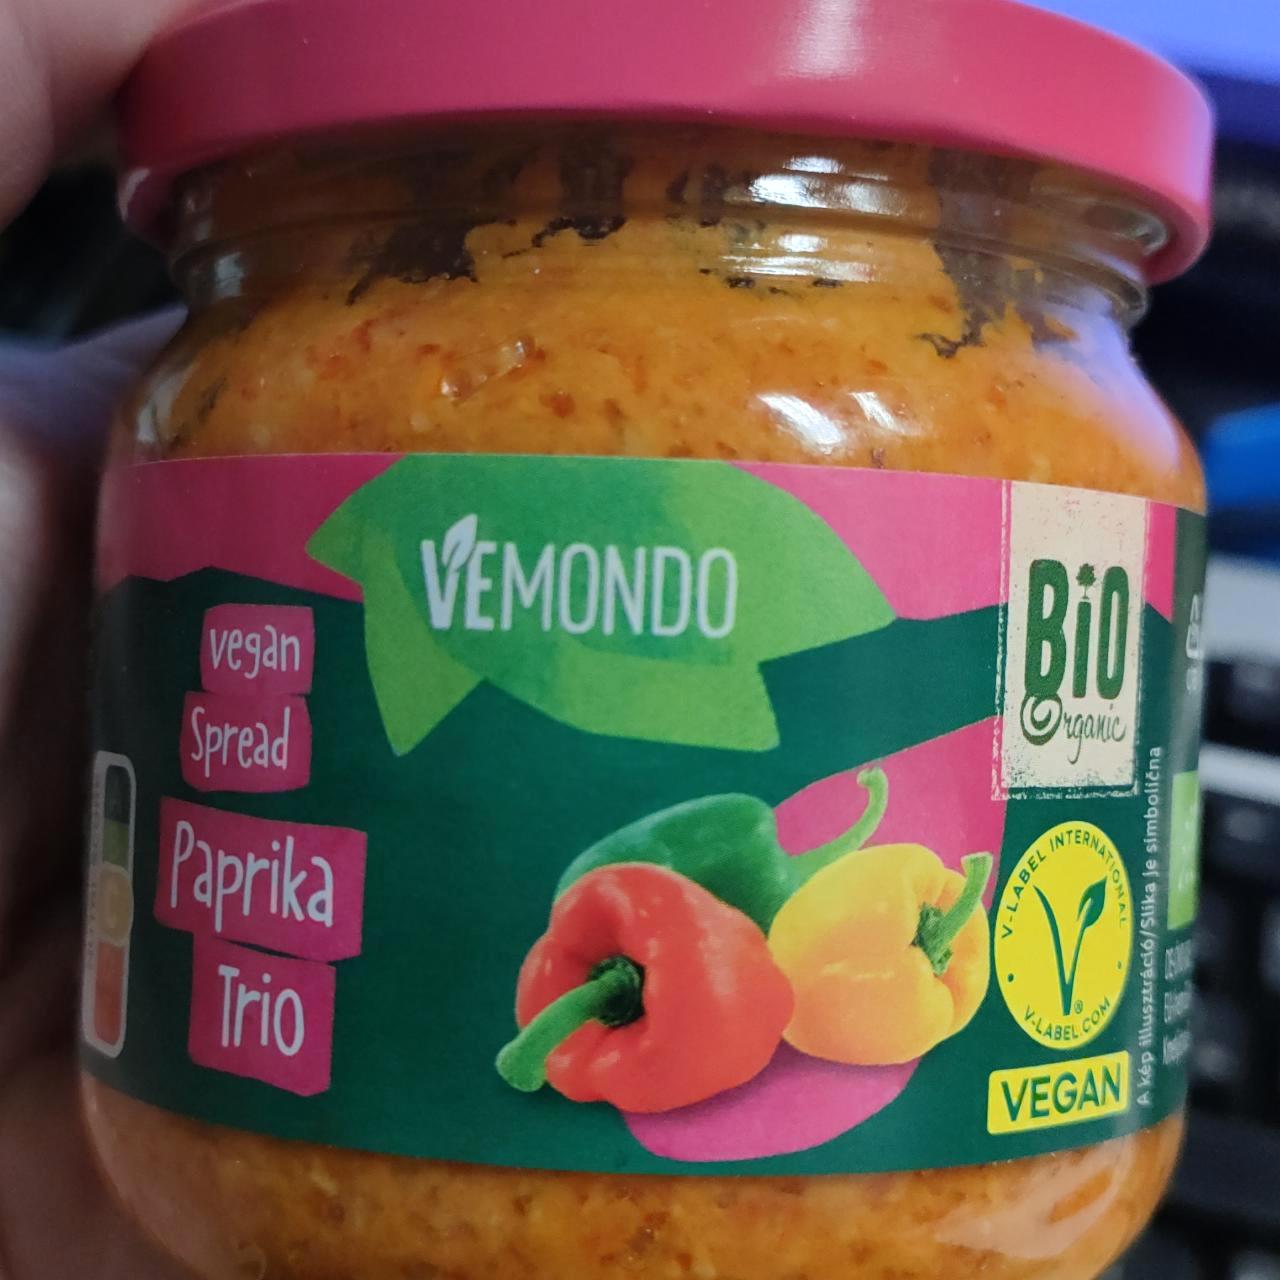 VEMONDO
vegan
Spread
Paprika
Trio
BiO
Organic
V-LABEL INTERNATIONAL
V-LABEL.COM
VEGAN
A kép illusztráció/Slika je simbolična
C